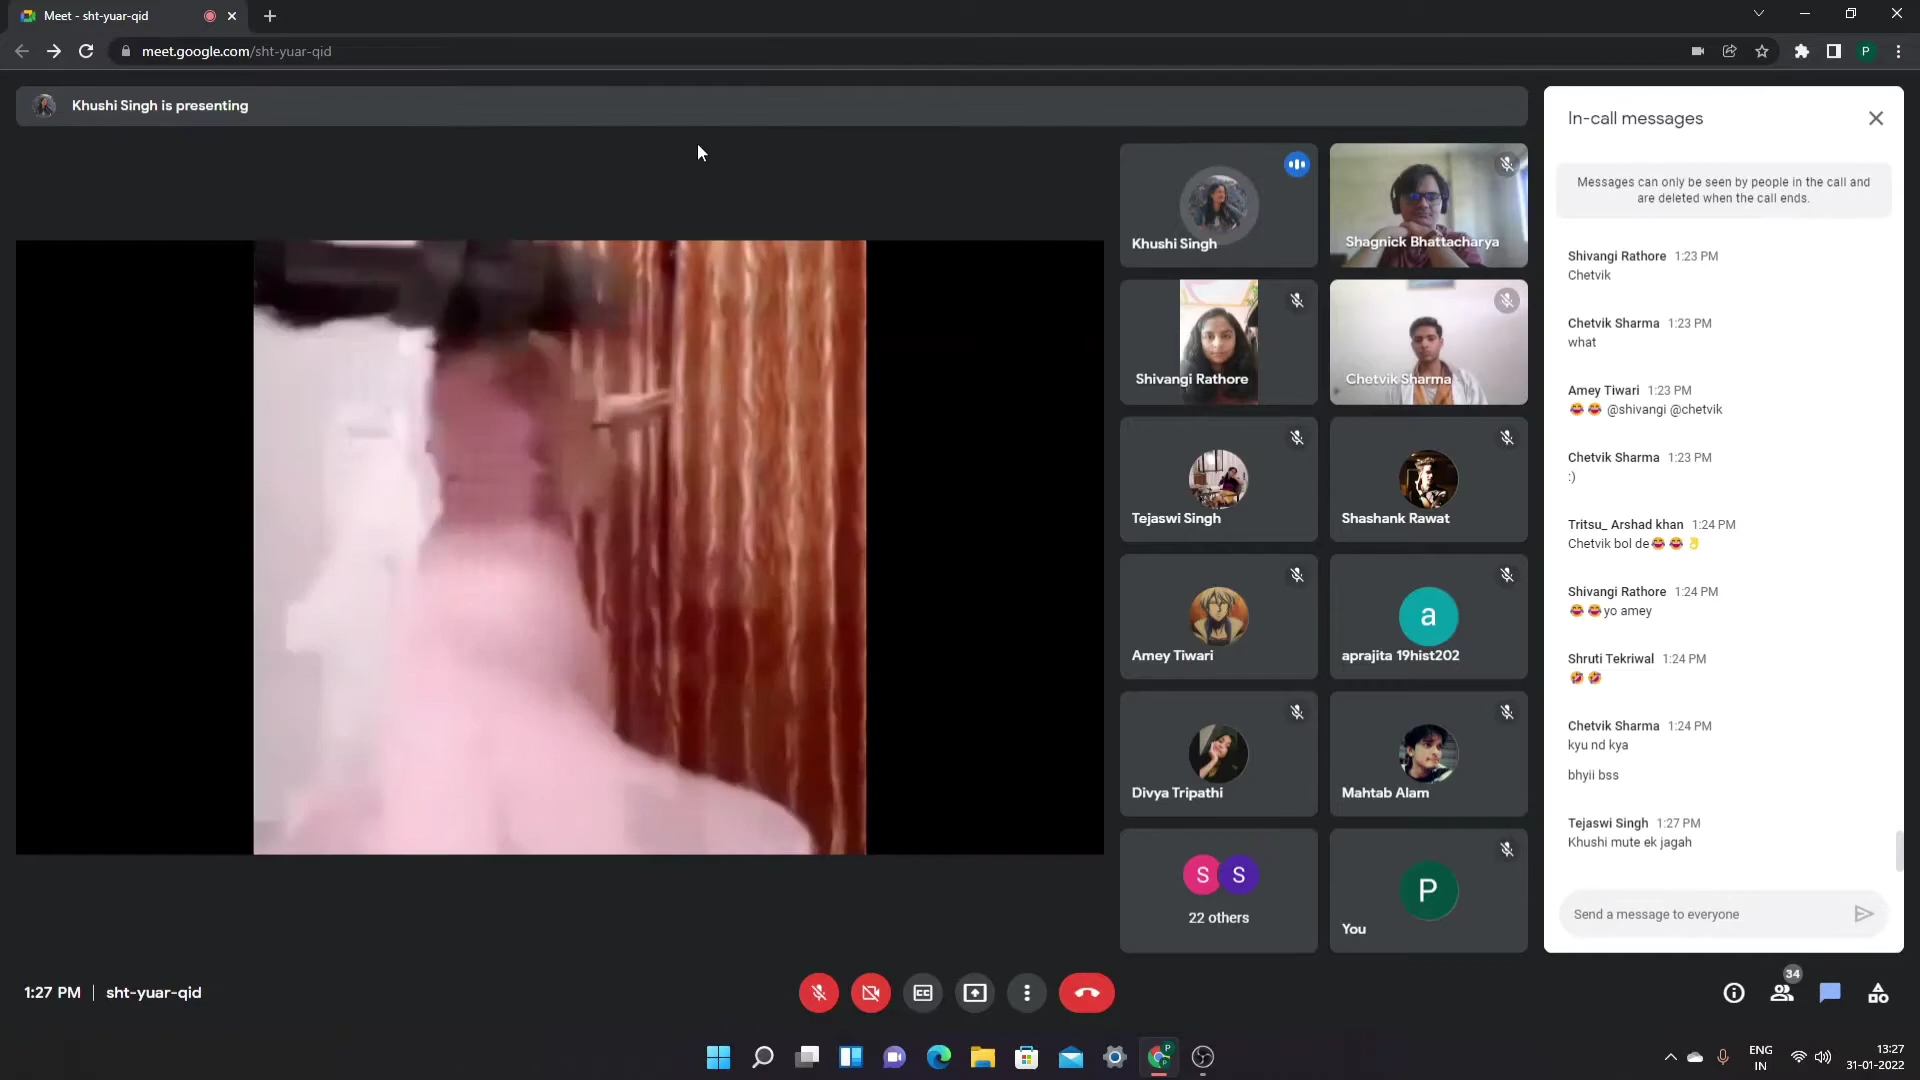 Meet - sht-yuar-qid
meet.google.com/sht-yuar-qid
P
Khushi Singh is presenting
Khushi Singh
Shagnick Bhattacharya
Shivangi Rathore
Chetvik Sharma
Tejaswi Singh
Shashank Rawat
Amey Tiwari
a
aprajita 19hist202
Divya Tripathi
Mahtab Alam
S S
22 others
P
You
In-call messages
Messages can only be seen by people in the call and
are deleted when the call ends.
Shivangi Rathore 1:23 PM
Chetvik
Chetvik Sharma 1:23 PM
what
Amey Tiwari 1:23 PM
😂 😂 @shivangi @chetvik
Chetvik Sharma 1:23 PM
:)
Tritsu_ Arshad khan 1:24 PM
Chetvik bol de😂 😂 👌
Shivangi Rathore 1:24 PM
😂 😂 yo amey
Shruti Tekriwal 1:24 PM
🤣 🤣
Chetvik Sharma 1:24 PM
kyu nd kya
bhyii bss
Tejaswi Singh 1:27 PM
Khushi mute ek jagah
Send a message to everyone
1:27 PM | sht-yuar-qid
34
ENG
IN
13:27
31-01-2022